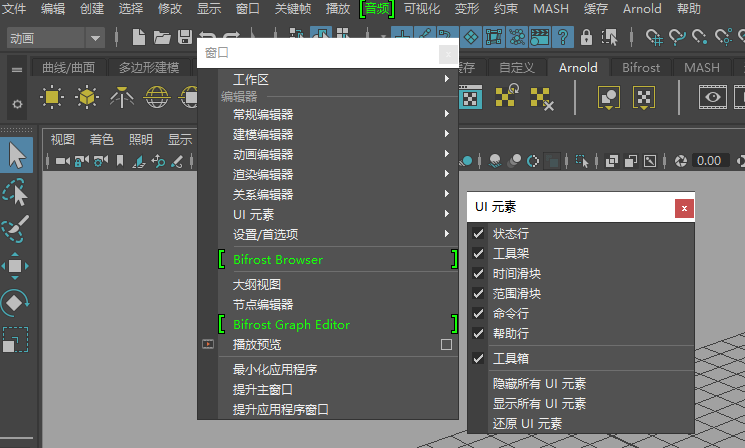 文件 编辑 创建 选择 修改 显示 窗口 关键帧 播放 音频 可视化 变形 约束 MASH 缓存 Arnold 帮助
动画
窗口
曲线/曲面 多边形建模 缓存 自定义 Arnold Bifrost MASH
工作区
编辑器
常规编辑器
建模编辑器
动画编辑器
渲染编辑器
关系编辑器
UI 元素
设置/首选项
Bifrost Browser
大纲视图
节点编辑器
Bifrost Graph Editor
播放预览
最小化应用程序
提升主窗口
提升应用程序窗口
视图 着色 照明 显示
0.00
UI 元素
状态行
工具架
时间滑块
范围滑块
命令行
帮助行
工具箱
隐藏所有 UI 元素
显示所有 UI 元素
还原 UI 元素